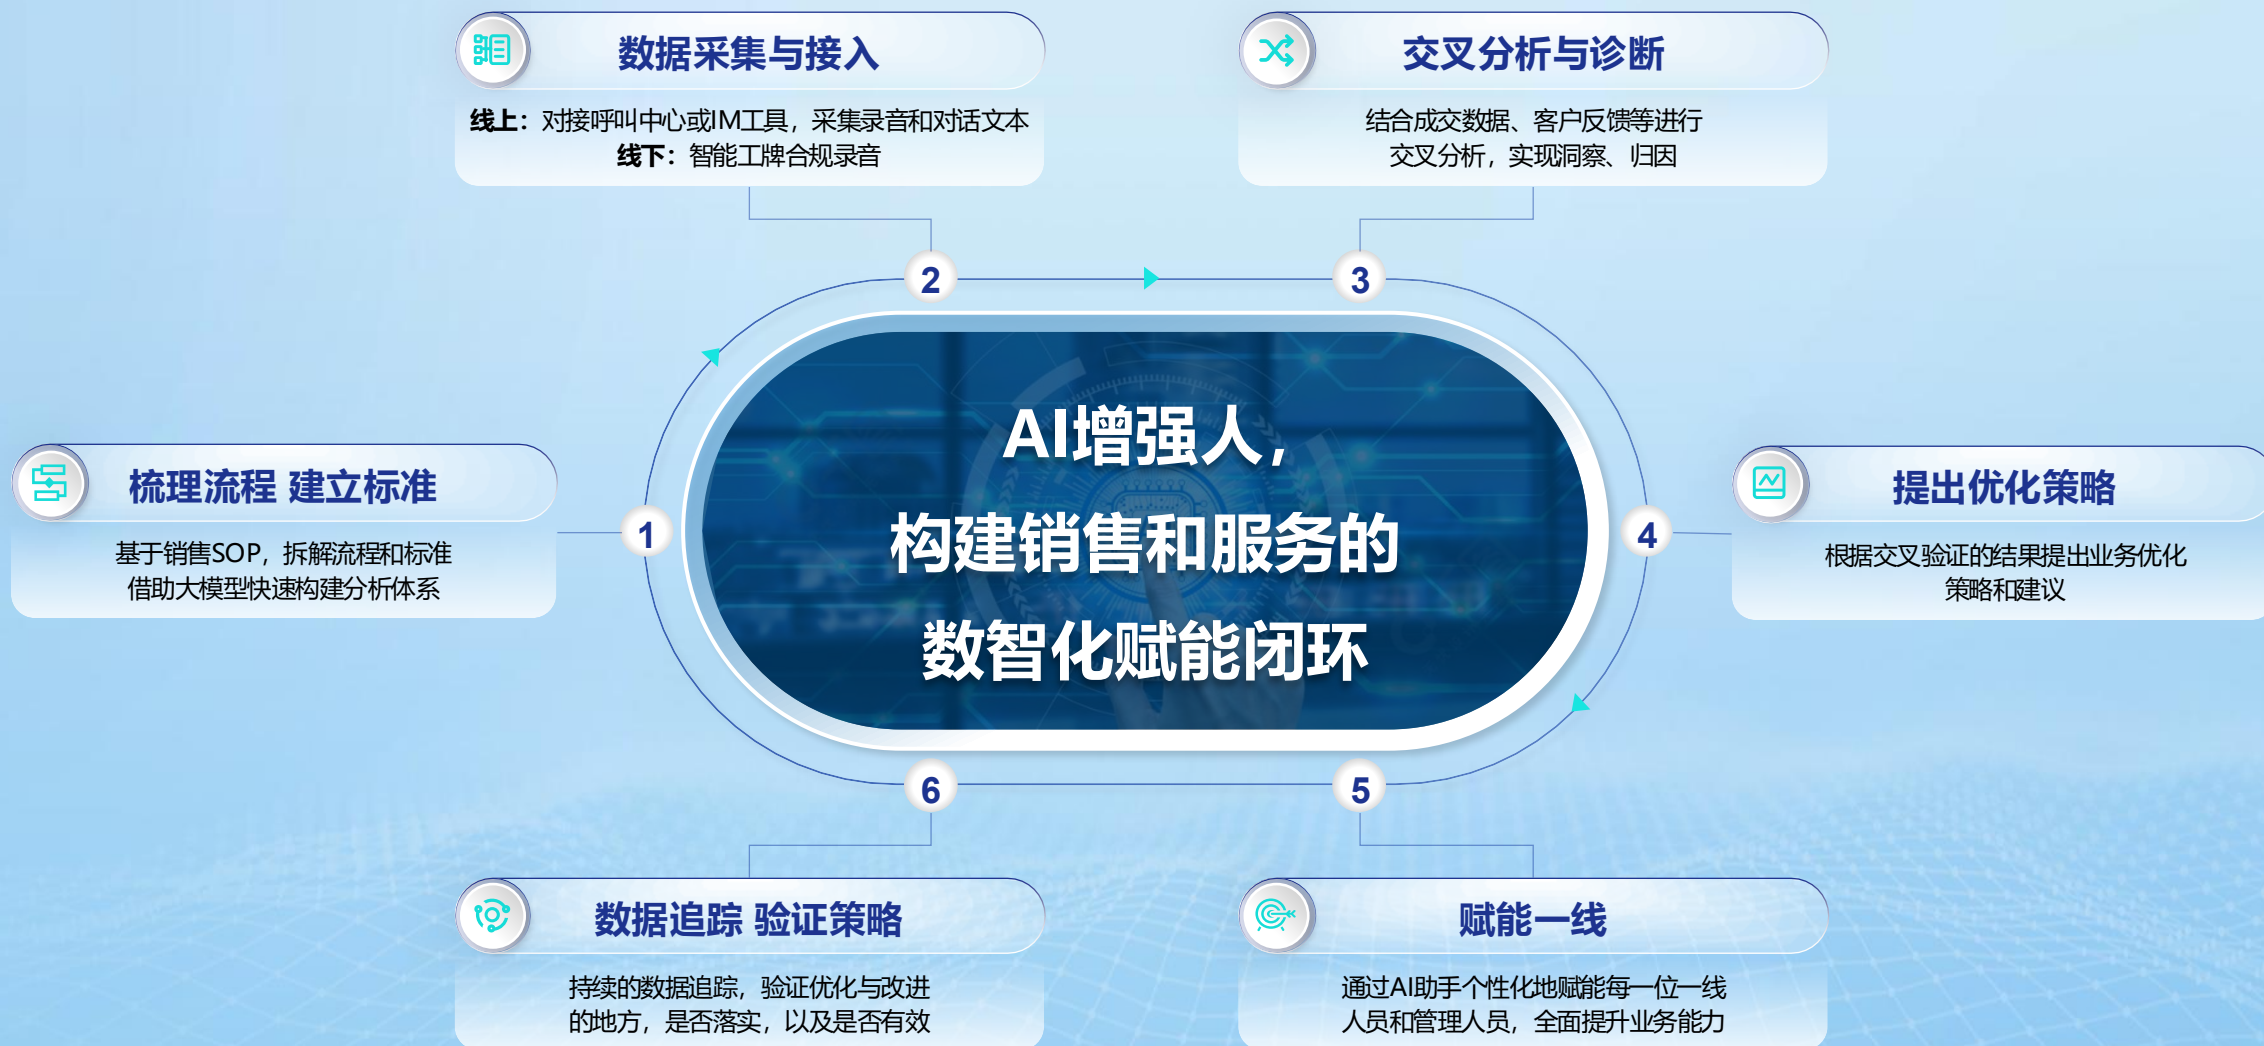 数据采集与接入
线上：对接呼叫中心或IM工具，采集录音和对话文本
线下：智能工牌合规录音
交叉分析与诊断
结合成交数据、客户反馈等进行
交叉分析，实现洞察、归因
2
3
梳理流程 建立标准
基于销售SOP，拆解流程和标准
借助大模型快速构建分析体系
1
AI增强人，
构建销售和服务的
数智化赋能闭环
4
提出优化策略
根据交叉验证的结果提出业务优化
策略和建议
6
5
数据追踪 验证策略
持续的数据追踪，验证优化与改进
的地方，是否落实，以及是否有效
赋能一线
通过AI助手个性化地赋能每一位一线
人员和管理人员，全面提升业务能力